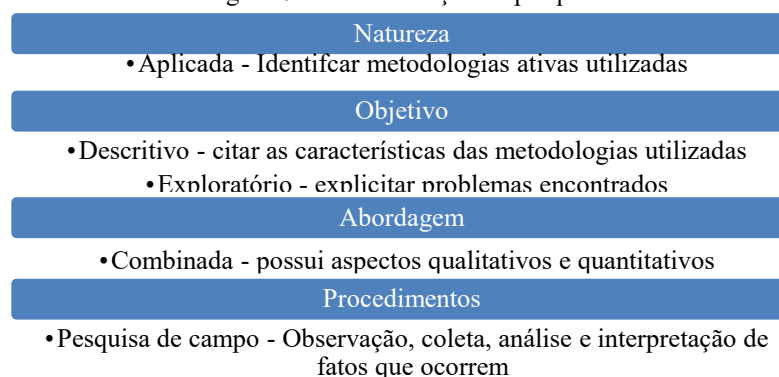 Natureza
•Aplicada - Identifcar metodologias ativas utilizadas
Objetivo
•Descritivo - citar as características das metodologias utilizadas
•Exploratório - explicitar problemas encontrados
Abordagem
•Combinada - possui aspectos qualitativos e quantitativos
Procedimentos
•Pesquisa de campo - Observação, coleta, análise e interpretação de
fatos que ocorrem